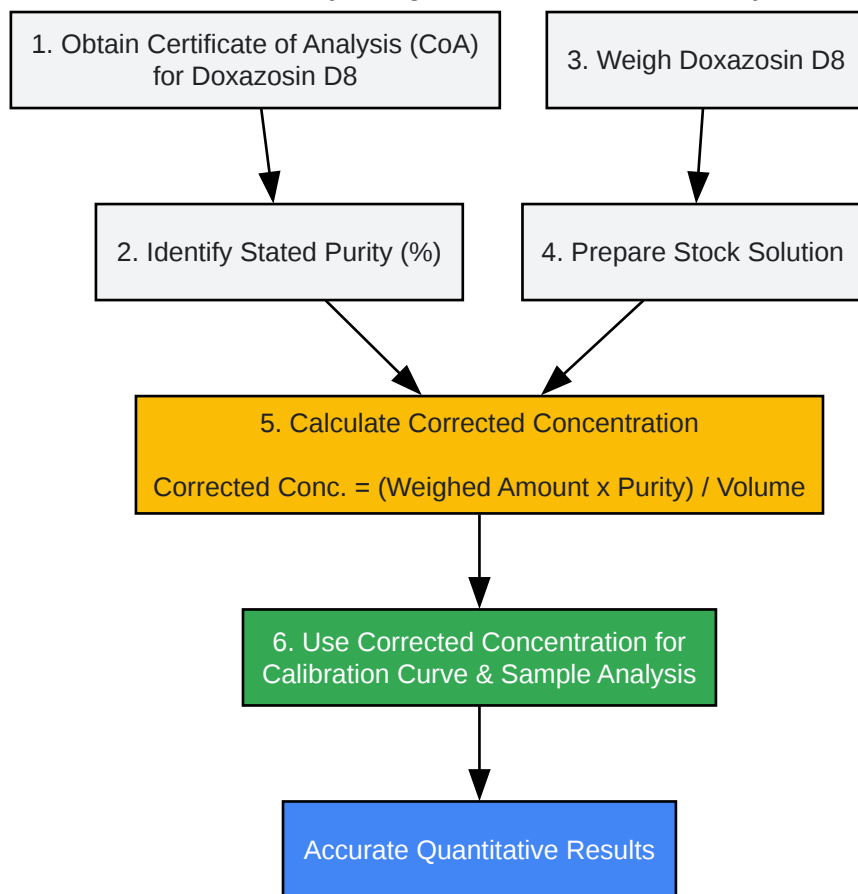 1. Obtain Certificate of Analysis (CoA)
for Doxazosin D8
3. Weigh Doxazosin D8
2. Identify Stated Purity (%)
4. Prepare Stock Solution
5. Calculate Corrected Concentration
Corrected Conc. = (Weighed Amount x Purity) / Volume
6. Use Corrected Concentration for
Calibration Curve & Sample Analysis
Accurate Quantitative Results